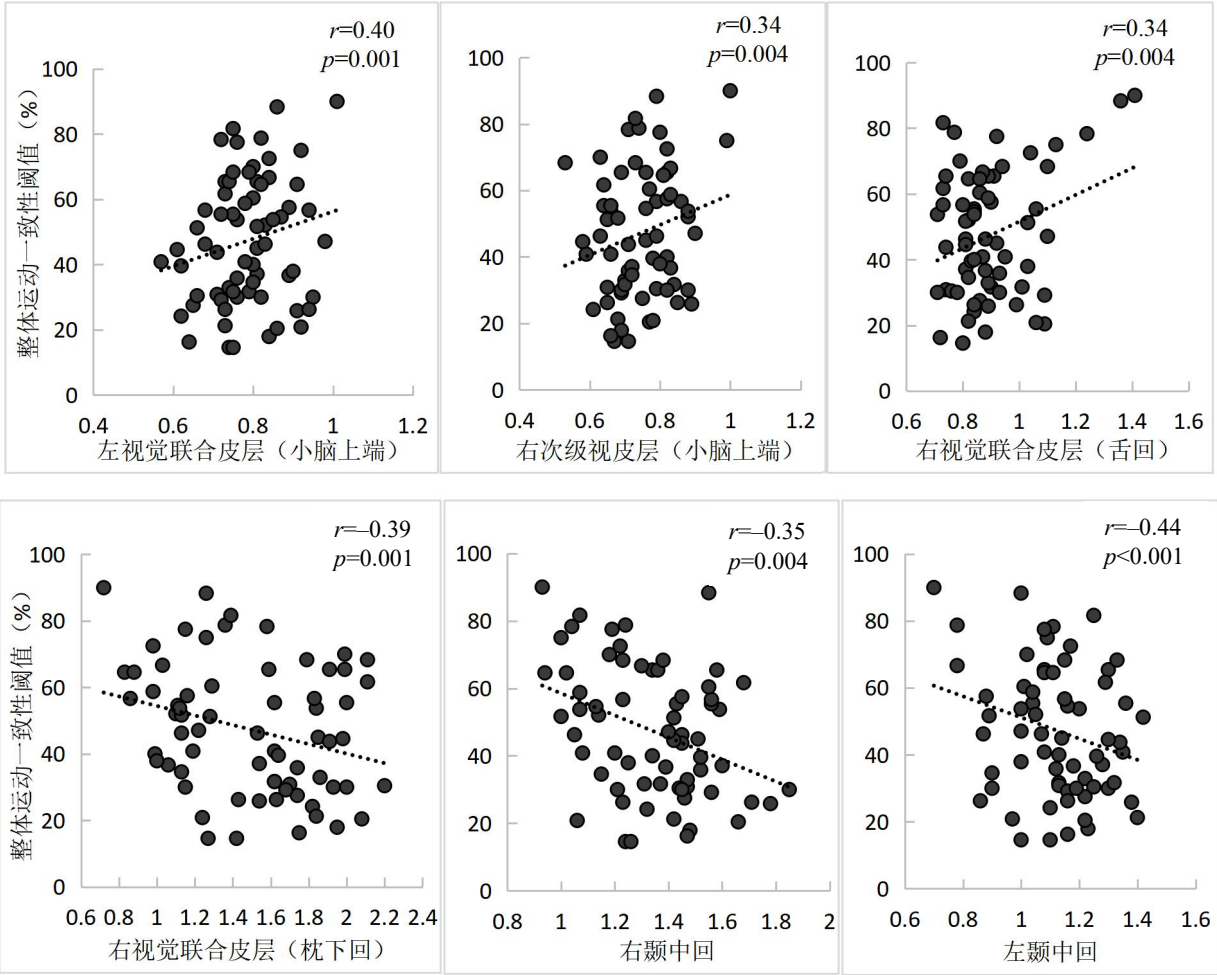 r=0.40
p=0.001
整体运动一致性阈值（%）
100
80
60
40
20
0
0.4 0.6 0.8 1 1.2
左视觉联合皮层（小脑上端）
r=0.34
p=0.004
100
80
60
40
20
0
0.4 0.6 0.8 1 1.2
右次级视皮层（小脑上端）
r=0.34
p=0.004
100
80
60
40
20
0
0.6 0.8 1 1.2 1.4 1.6
右视觉联合皮层（舌回）
r=–0.39
p=0.001
整体运动一致性阈值（%）
100
80
60
40
20
0
0.6 0.8 1 1.2 1.4 1.6 1.8 2 2.2 2.4
右视觉联合皮层（枕下回）
r=–0.35
p=0.004
100
80
60
40
20
0
0.8 1 1.2 1.4 1.6 1.8 2
右颞中回
r=–0.44
p<0.001
100
80
60
40
20
0
0.6 0.8 1 1.2 1.4 1.6
左颞中回